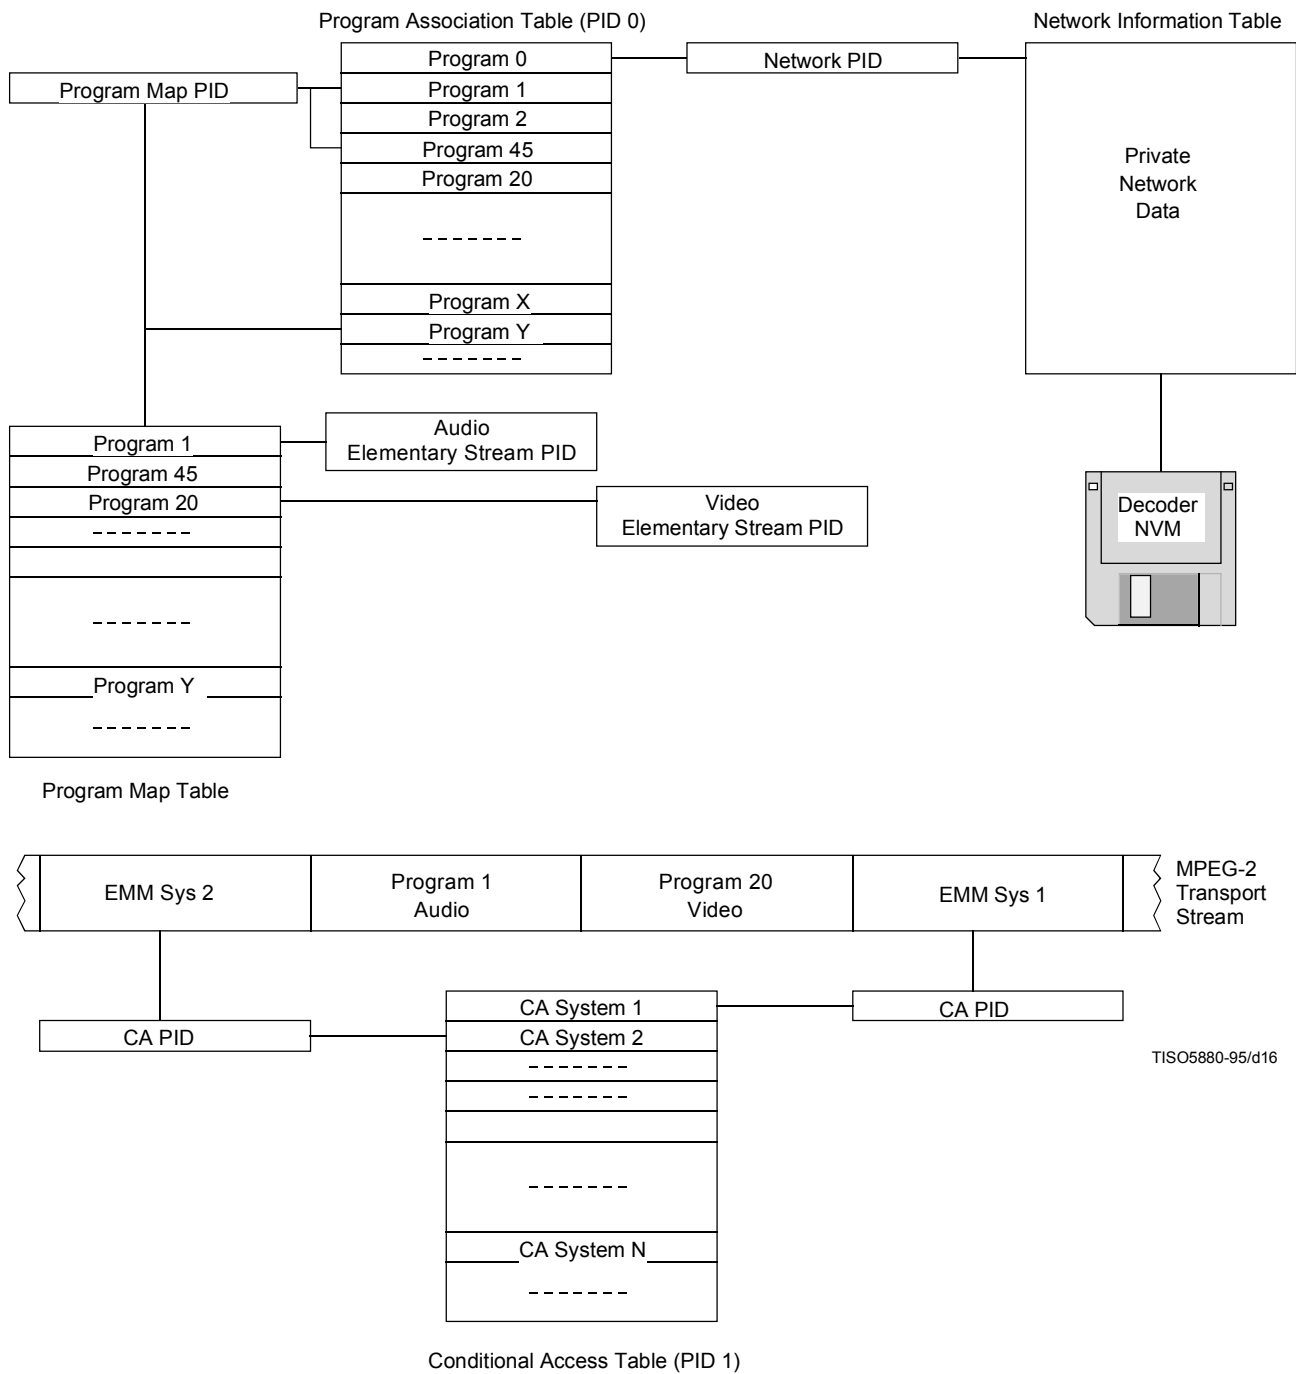 Program Association Table (PID 0)
Network Information Table
Program 0
Network PID
Program Map PID
Program 1
Program 2
Program 45
Program 20
Private
Network
Data
Program X
Program Y
Program 1
Audio
Elementary Stream PID
Program 45
Program 20
Video
Elementary Stream PID
Decoder
NVM
Program Y
Program Map Table
EMM Sys 2
Program 1
Audio
Program 20
Video
EMM Sys 1
MPEG-2
Transport
Stream
CA System 1
CA PID
CA PID
CA System 2
TISO5880-95/d16
CA System N
Conditional Access Table (PID 1)